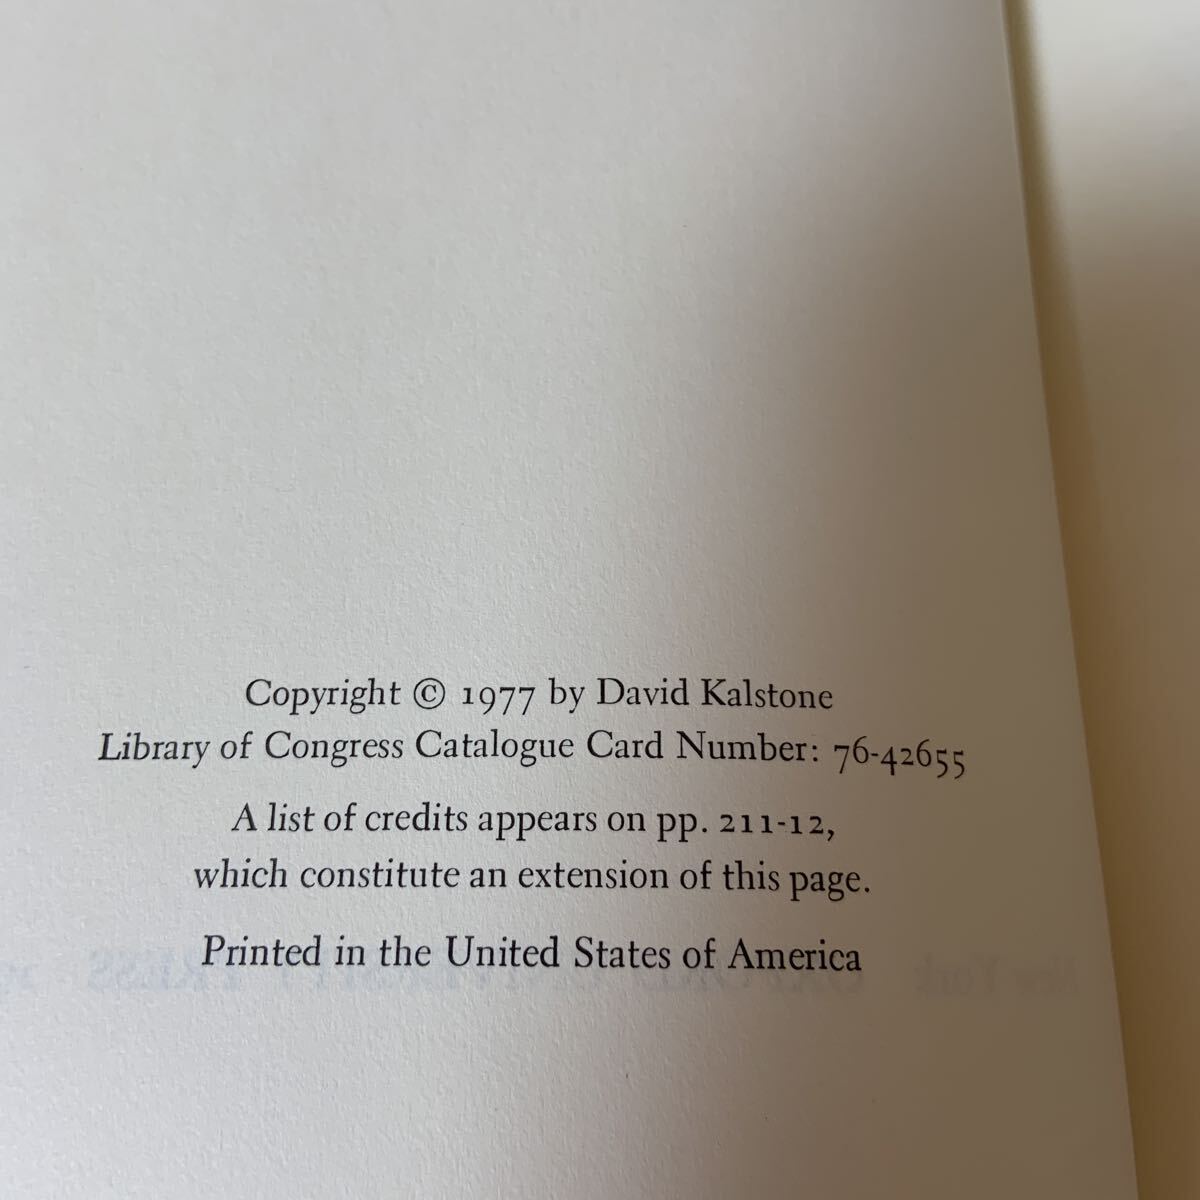 Copyright © 1977 by David Kalstone
Library of Congress Catalogue Card Number: 76-42655
A list of credits appears on pp. 211-12,
which constitute an extension of this page.
Printed in the United States of America